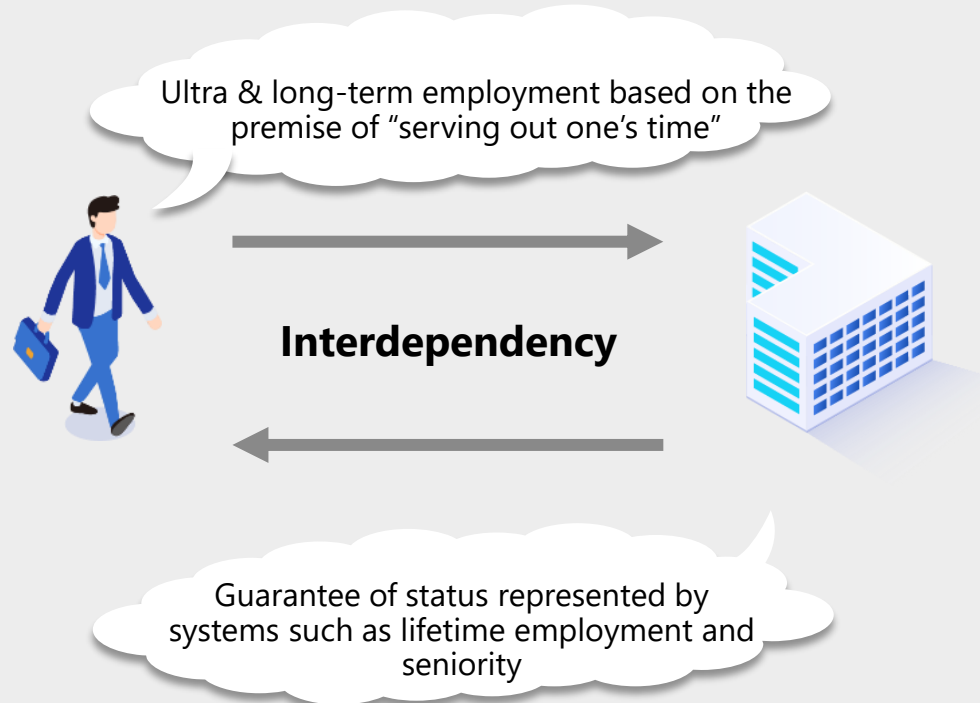 Ultra & long-term employment based on the
premise of “serving out one’s time”
Interdependency
Guarantee of status represented by
systems such as lifetime employment and
seniority